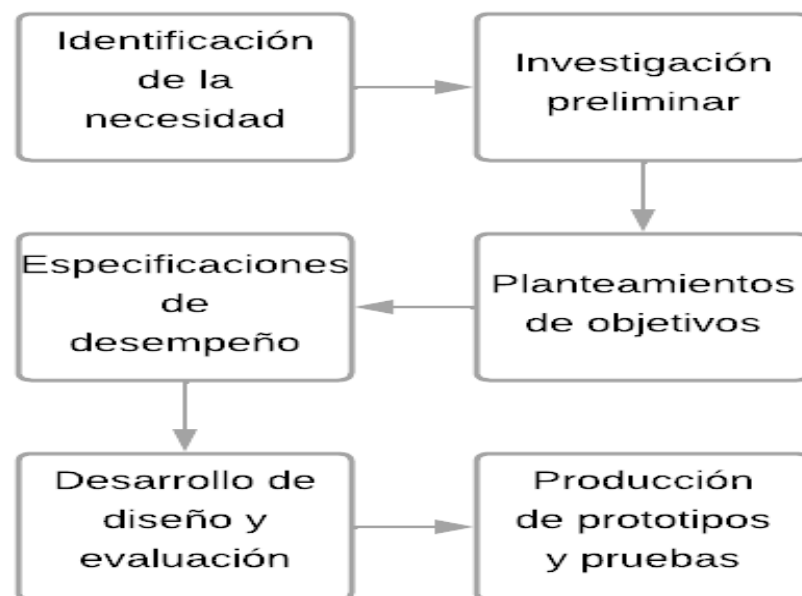 Identificación
de la
necesidad
Investigación
preliminar
Planteamientos
de objetivos
Especificaciones
de
desempeño
Desarrollo de
diseño y
evaluación
Producción
de prototipos
y pruebas